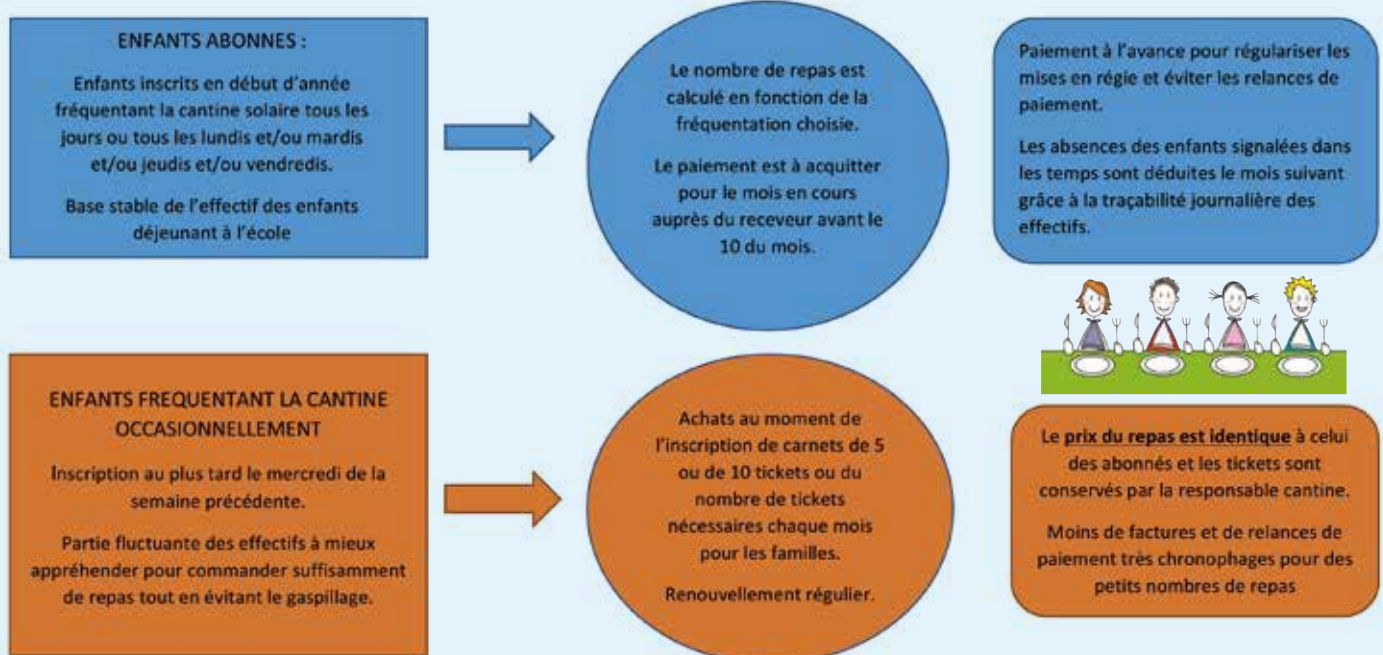 ENFANTS ABONNES :
Enfants inscrits en début d'année
fréquentant la cantine solaire tous les
jours ou tous les lundis et/ou mardis
et/ou jeudis et/ou vendredis.
Base stable de l'effectif des enfants
déjeunant à l'école
Le nombre de repas est
calculé en fonction de la
fréquentation choisie.
Le paiement est à acquitter
pour le mois en cours
auprès du receveur avant le
10 du mois.
Paiement à l'avance pour régulariser les
mises en régie et éviter les relances de
paiement.
Les absences des enfants signalées dans
les temps sont déduites le mois suivant
grâce à la traçabilité journalière des
effectifs.
ENFANTS FREQUENTANT LA CANTINE
OCCASIONNELLEMENT
Inscription au plus tard le mercredi de la
semaine précédente.
Partie fluctuante des effectifs à mieux
appréhender pour commander suffisamment
de repas tout en évitant le gaspillage.
Achats au moment de
l'inscription de carnets de 5
ou de 10 tickets ou du
nombre de tickets
nécessaires chaque mois
pour les familles.
Renouvellement régulier.
Le prix du repas est identique à celui
des abonnés et les tickets sont
conservés par la responsable cantine.
Moins de factures et de relances de
paiement très chronophages pour des
petits nombres de repas